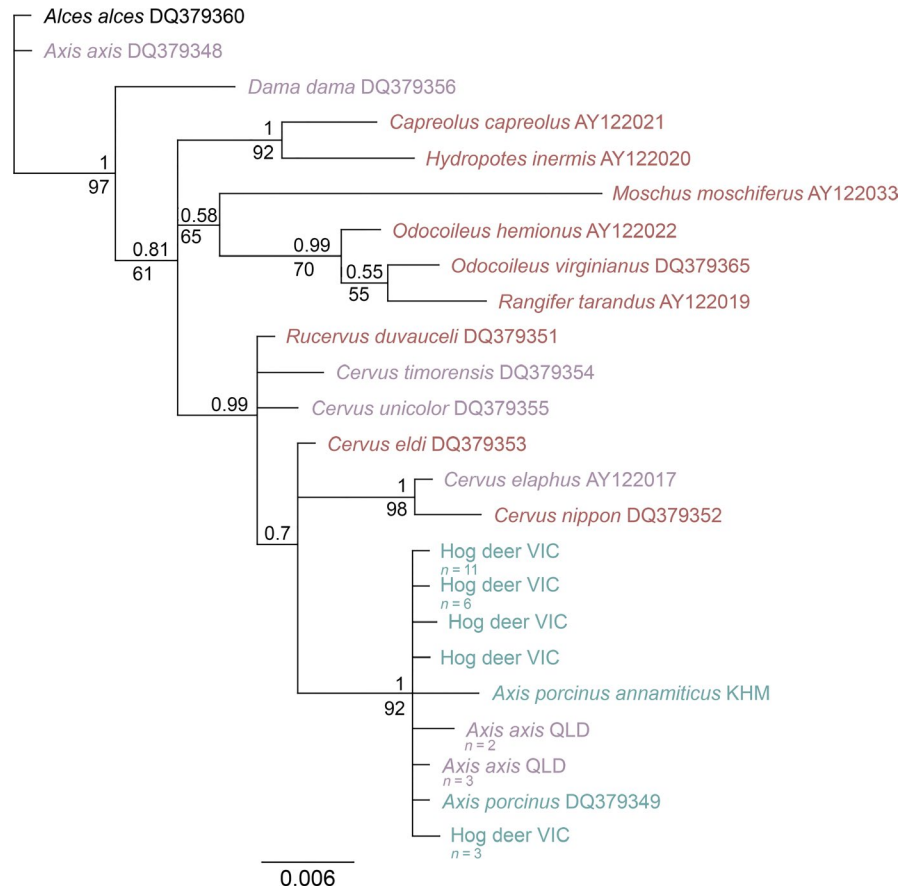 Alces alces DQ379360
Axis axis DQ379348
Dama dama DQ379356
1
Capreolus capreolus AY122021
92
Hydropotes inermis AY122020
1
97
Moschus moschiferus AY122033
0.58
65
Odocoileus hemionus AY122022
0.81
61
0.99
70
Odocoileus virginianus DQ379365
0.55
55
Rangifer tarandus AY122019
Rucervus duvauceli DQ379351
Cervus timorensis DQ379354
0.99
Cervus unicolor DQ379355
Cervus eldi DQ379353
1
Cervus elaphus AY122017
98
Cervus nippon DQ379352
0.7
Hog deer VIC
n = 11
Hog deer VIC
n = 6
Hog deer VIC
Hog deer VIC
1
92
Axis porcinus annamiticus KHM
Axis axis QLD
n = 2
Axis axis QLD
n = 3
Axis porcinus DQ379349
Hog deer VIC
n = 3
0.006